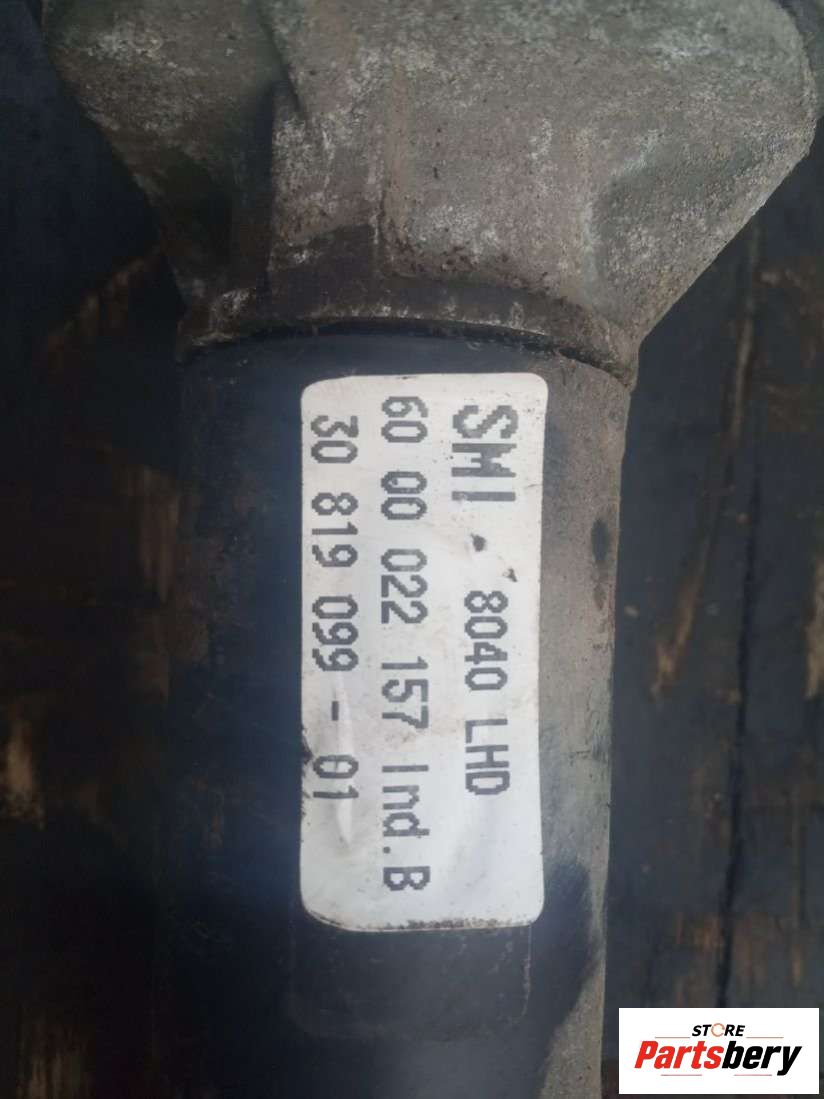 SMI · 8040 LHD
60 00 022 157 Ind.B
30 819 099 - 01
STORE
Partsbery